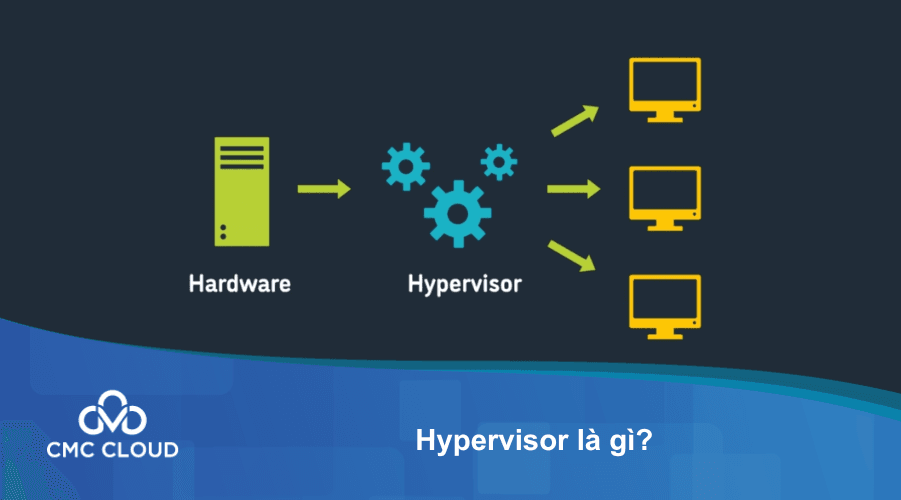 Hardware
Hypervisor
CMC CLOUD
Hypervisor là gì?